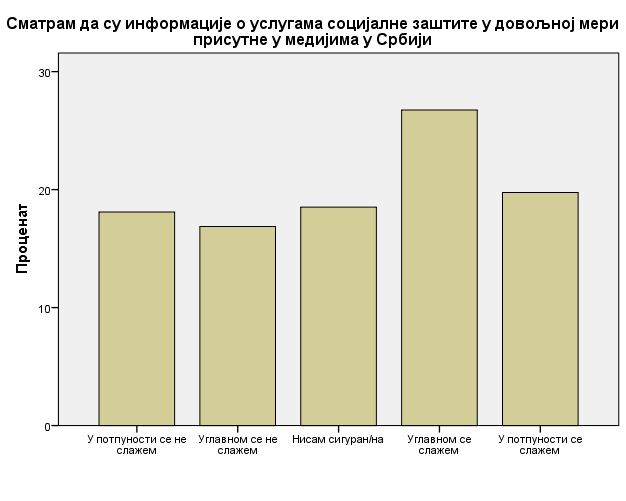 Сматрам да су информације о услугама социјалне заштите у довољној мери
присутне у медијима у Србији
Проценат
30
20
10
0
У потпуности се не
слажем
Углавном се не
слажем
Нисам сигуран/на
Углавном се
слажем
У потпуности се
слажем